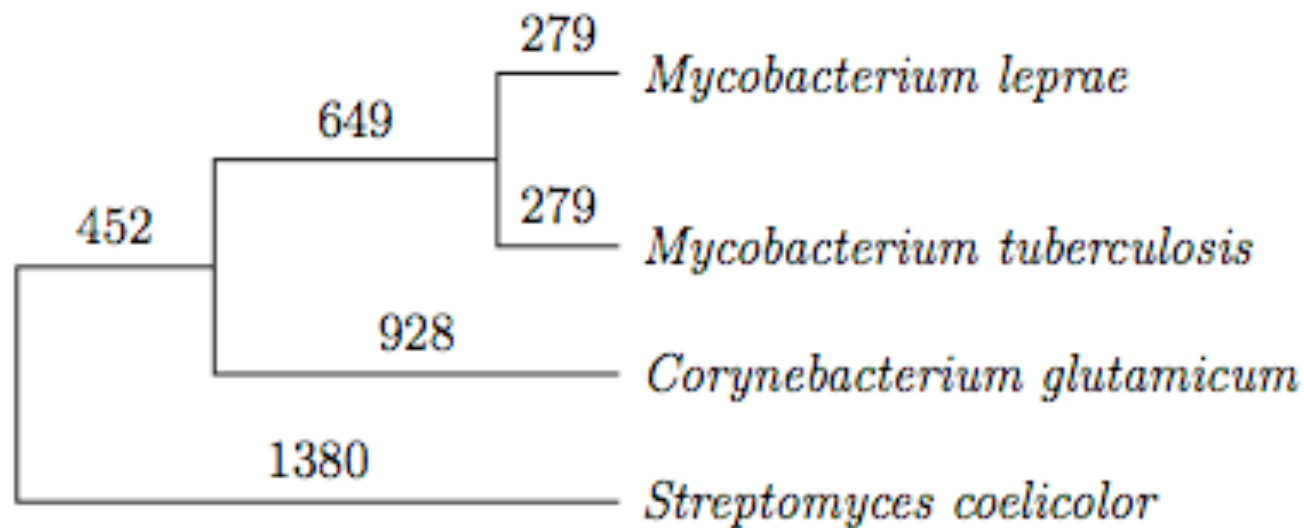 279
Mycobacterium leprae
649
279
452
Mycobacterium tuberculosis
928
Corynebacterium glutamicum
1380
Streptomyces coelicolor